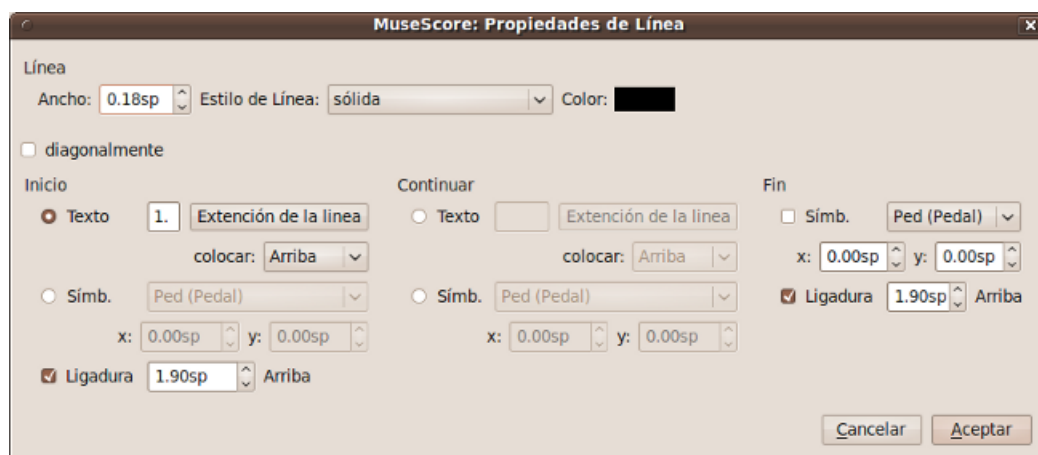 MuseScore: Propiedades de Línea
Línea
Ancho: 0.18sp Estilo de Línea: sólida Color:
diagonalmente
Inicio Continuar Fin
Texto 1. Extención de la linea Texto Extención de la linea Símb. Ped (Pedal)
colocar: Arriba colocar: Arriba x: 0.00sp y: 0.00sp
Símb. Ped (Pedal) Símb. Ped (Pedal) Ligadura 1.90sp Arriba
x: 0.00sp y: 0.00sp x: 0.00sp y: 0.00sp
Ligadura 1.90sp Arriba
Cancelar Aceptar